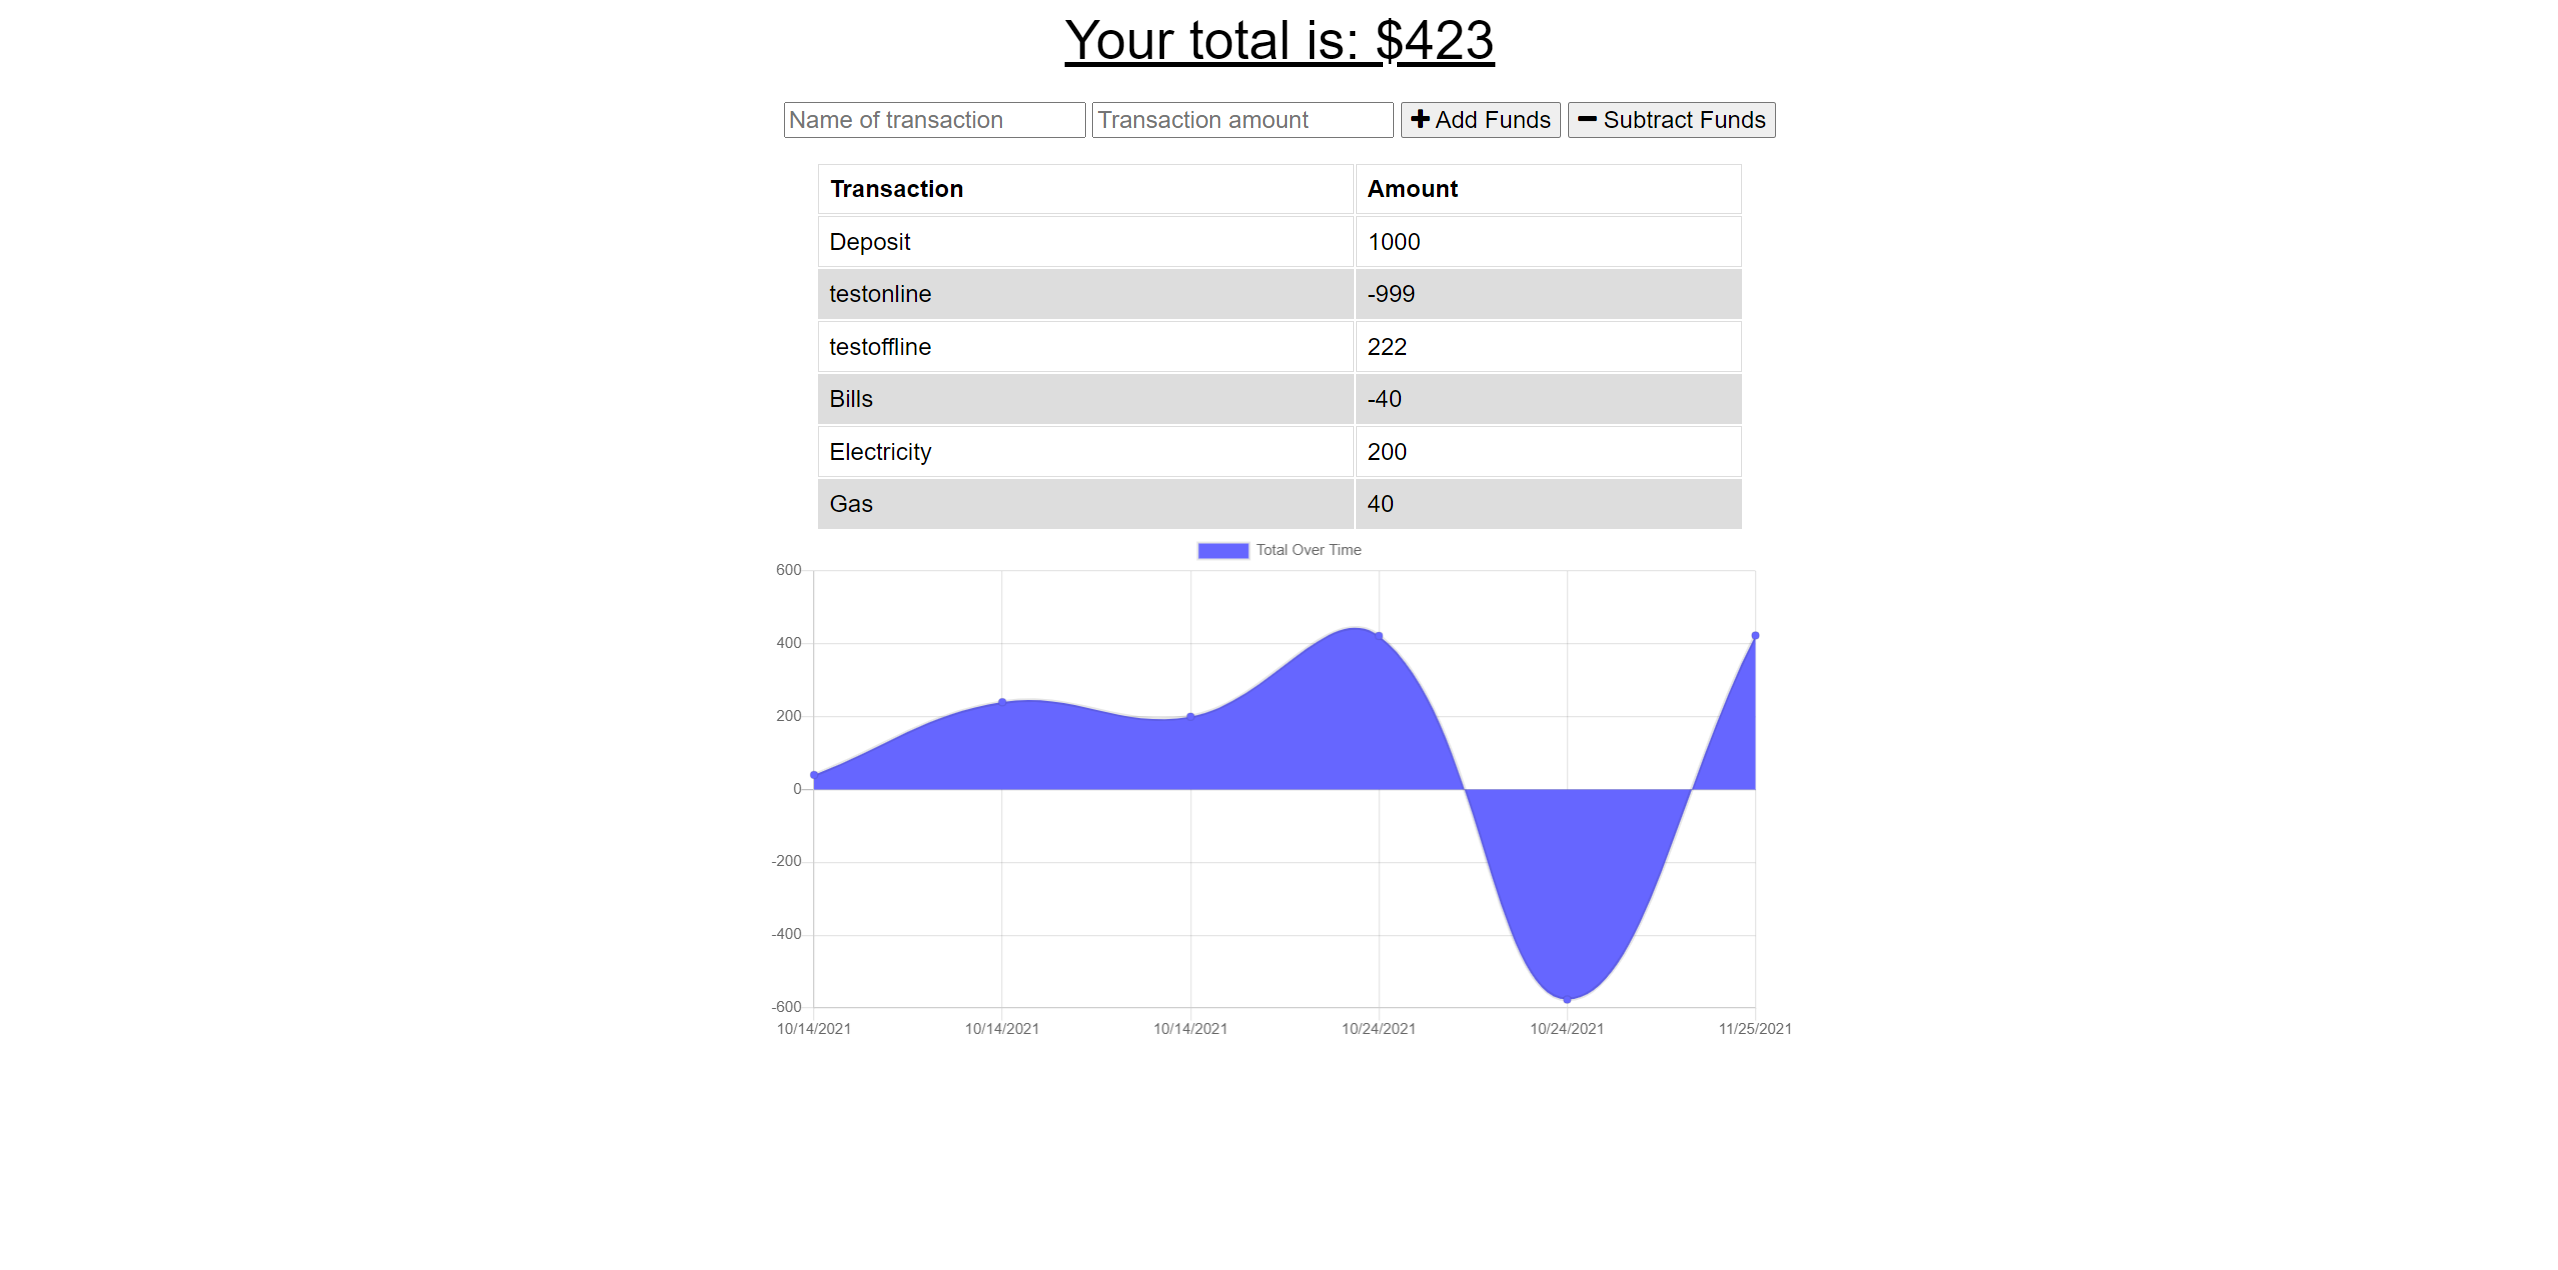 Your total is: $423
Name of transaction Transaction amount Add Funds Subtract Funds
Transaction Amount
Deposit 1000
testonline -999
testoffline 222
Bills -40
Electricity 200
Gas 40
Total Over Time
600
400
200
0
-200
-400
-600
10/14/2021 10/14/2021 10/14/2021 10/24/2021 10/24/2021 11/25/2021